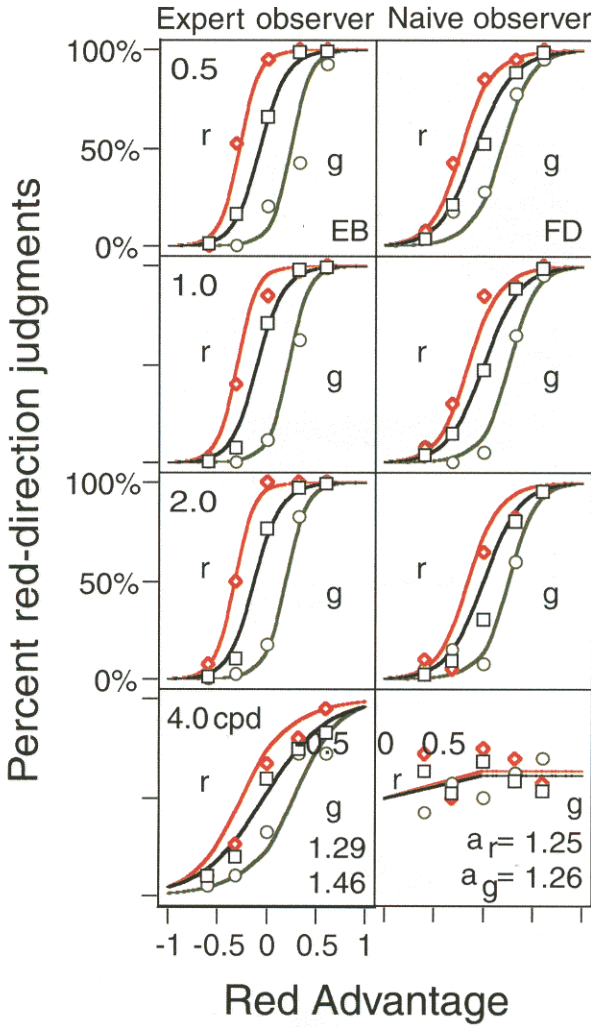 Expert observer Naive observer
100%
0.5
r
50%
g
0%
EB
r
g
FD
1.0
r
g
r
g
100%
2.0
r
50%
g
0%
r
g
4.0 cpd
0.5
r
g
1.29
1.46
0 0.5
r
g
a_r= 1.25
a_g= 1.26
-1 -0.5 0 0.5 1
Red Advantage
Percent red-direction judgments